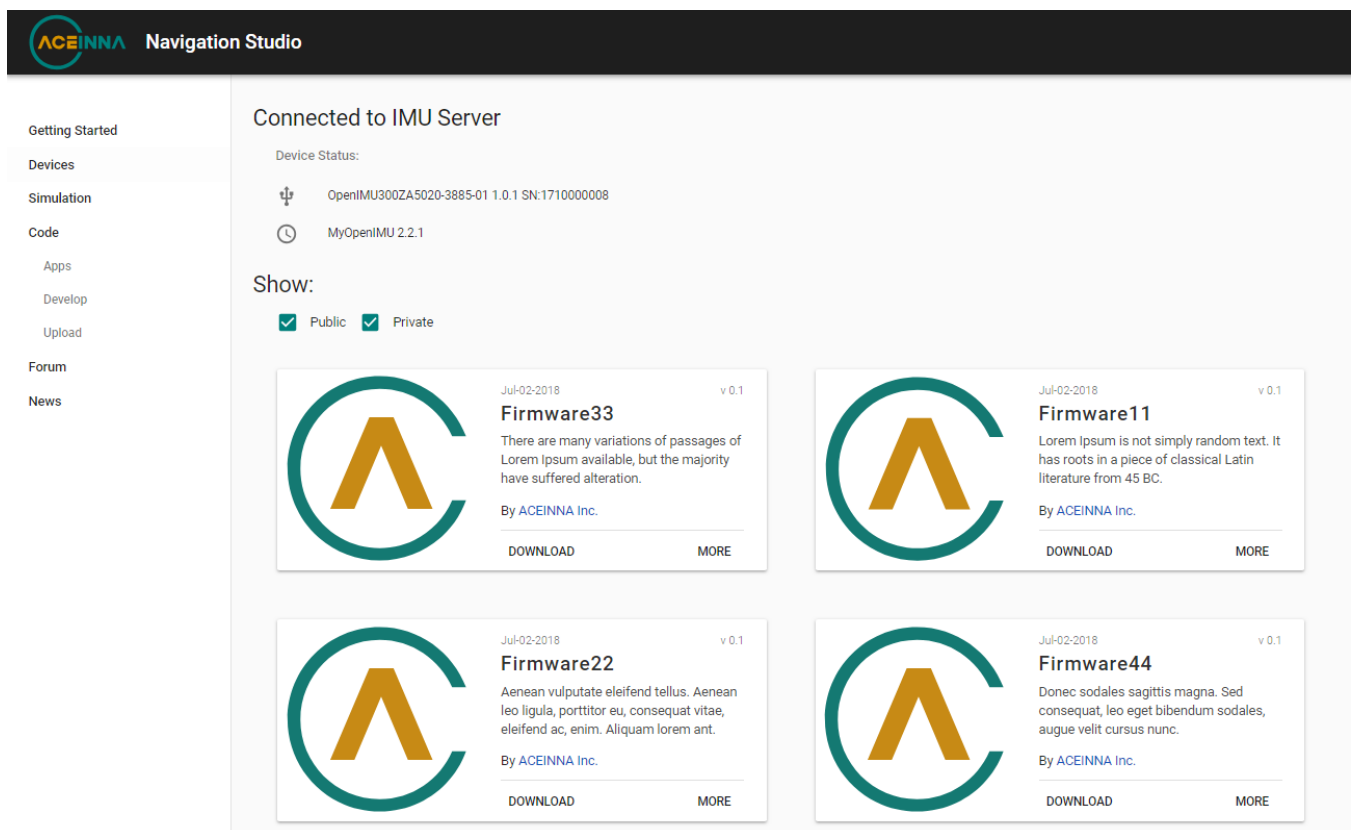 ACEINNA Navigation Studio
Getting Started
Devices
Simulation
Code
Apps
Develop
Upload
Forum
News
Connected to IMU Server
Device Status:
OpenIMU300ZA5020-3885-01 1.0.1 SN:1710000008
MyOpenIMU 2.2.1
Show:
Public Private
Jul-02-2018 v 0.1
Firmware33
There are many variations of passages of
Lorem Ipsum available, but the majority
have suffered alteration.
By ACEINNA Inc.
DOWNLOAD MORE
Jul-02-2018 v 0.1
Firmware11
Lorem Ipsum is not simply random text. It
has roots in a piece of classical Latin
literature from 45 BC.
By ACEINNA Inc.
DOWNLOAD MORE
Jul-02-2018 v 0.1
Firmware22
Aenean vulputate eleifend tellus. Aenean
leo ligula, porttitor eu, consequat vitae,
eleifend ac, enim. Aliquam lorem ant.
By ACEINNA Inc.
DOWNLOAD MORE
Jul-02-2018 v 0.1
Firmware44
Donec sodales sagittis magna. Sed
consequat, leo eget bibendum sodales,
augue velit cursus nunc.
By ACEINNA Inc.
DOWNLOAD MORE